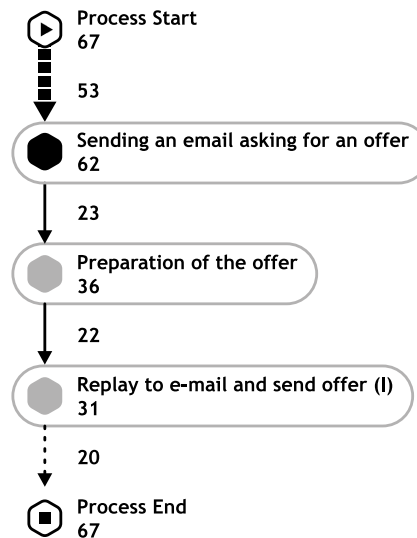 Process Start
67
53
Sending an email asking for an offer
62
23
Preparation of the offer
36
22
Replay to e-mail and send offer (I)
31
20
Process End
67